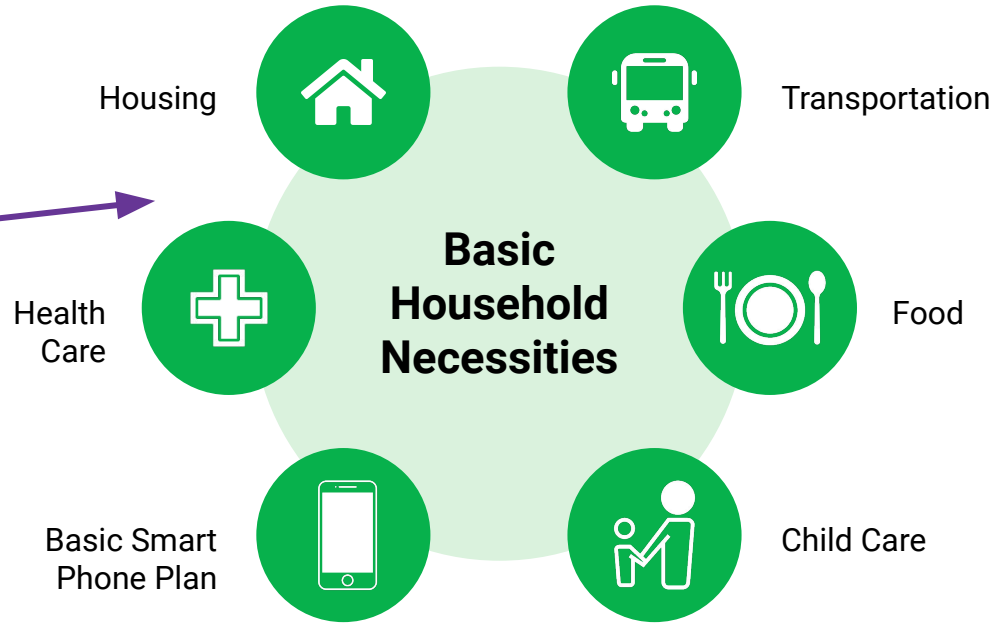 Housing
Transportation
Basic
Household
Necessities
Health
Care
Food
Basic Smart
Phone Plan
Child Care